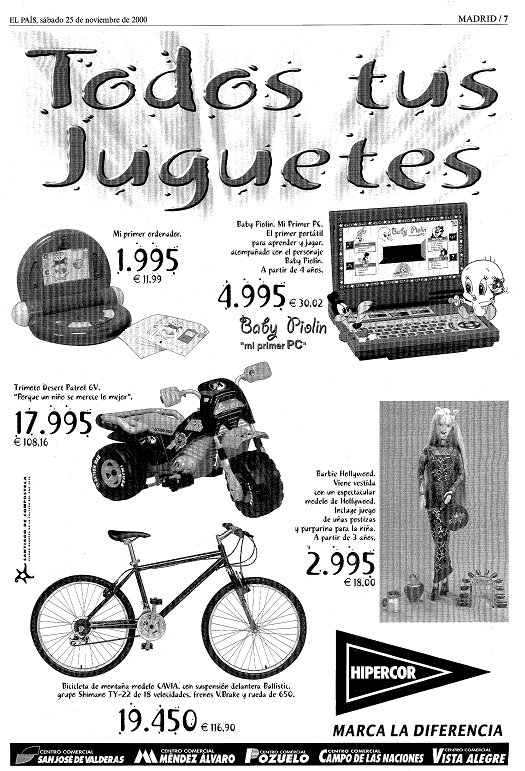 EL PAÍS, sábado 25 de noviembre de 2000
MADRID / 7
Todos tus
Juguetes
Mi primer ordenador.
1.995
€ 11,99
Baby Piolín. Mi Primer PC.
El primer portátil
para aprender y jugar,
acompañado con el personaje
Baby Piolín.
A partir de 4 años.
4.995 € 30,02
Baby Piolín
"mi primer PC"
Baby Piolín
Trimoto Desert Patrol 6V.
"Porque un niño se merece lo mejor".
17.995
€ 108,16
SANTIAGO DE COMPOSTELA
Barbie Hollywood.
Viene vestida
con un espectacular
modelo de Hollywood.
Incluye juego
de uñas postizas
y purpurina para la niña.
A partir de 3 años.
2.995
€ 18,00
Bicicleta de montaña modelo CAVIA, con suspensión delantera Ballistic,
grupo Shimano TY-22 de 18 velocidades, frenos V.Brake y rueda de 650.
19.450 € 116,90
HIPERCOR
MARCA LA DIFERENCIA
CENTRO COMERCIAL
SAN JOSÉ DE VALDERAS
CENTRO COMERCIAL
MÉNDEZ ÁLVARO
CENTRO COMERCIAL
POZUELO
CENTRO COMERCIAL
CAMPO DE LAS NACIONES
CENTRO COMERCIAL
VISTA ALEGRE